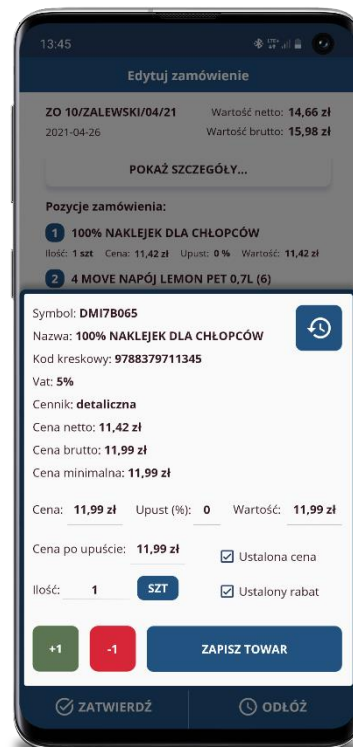 13:45
Edytuj zamówienie
ZO 10/ZALEWSKI/04/21 Wartość netto: 14,66 zł
2021-04-26 Wartość brutto: 15,98 zł
POKAŻ SZCZEGÓŁY...
Pozycje zamówienia:
1 100% NAKLEJEK DLA CHŁOPCÓW
Ilość: 1 szt Cena: 11,42 zł Upust: 0 % Wartość: 11,42 zł
2 4 MOVE NAPÓJ LEMON PET 0,7L (6)
Symbol: DMI7B065
Nazwa: 100% NAKLEJEK DLA CHŁOPCÓW
Kod kreskowy: 9788379711345
Vat: 5%
Cennik: detaliczna
Cena netto: 11,42 zł
Cena brutto: 11,99 zł
Cena minimalna: 11,99 zł
Cena: 11,99 zł Upust (%): 0 Wartość: 11,99 zł
Cena po upuście: 11,99 zł Ustalona cena
Ilość: 1 SZT Ustalony rabat
+1 -1 ZAPISZ TOWAR
ZATWIERDŹ ODŁÓŻ